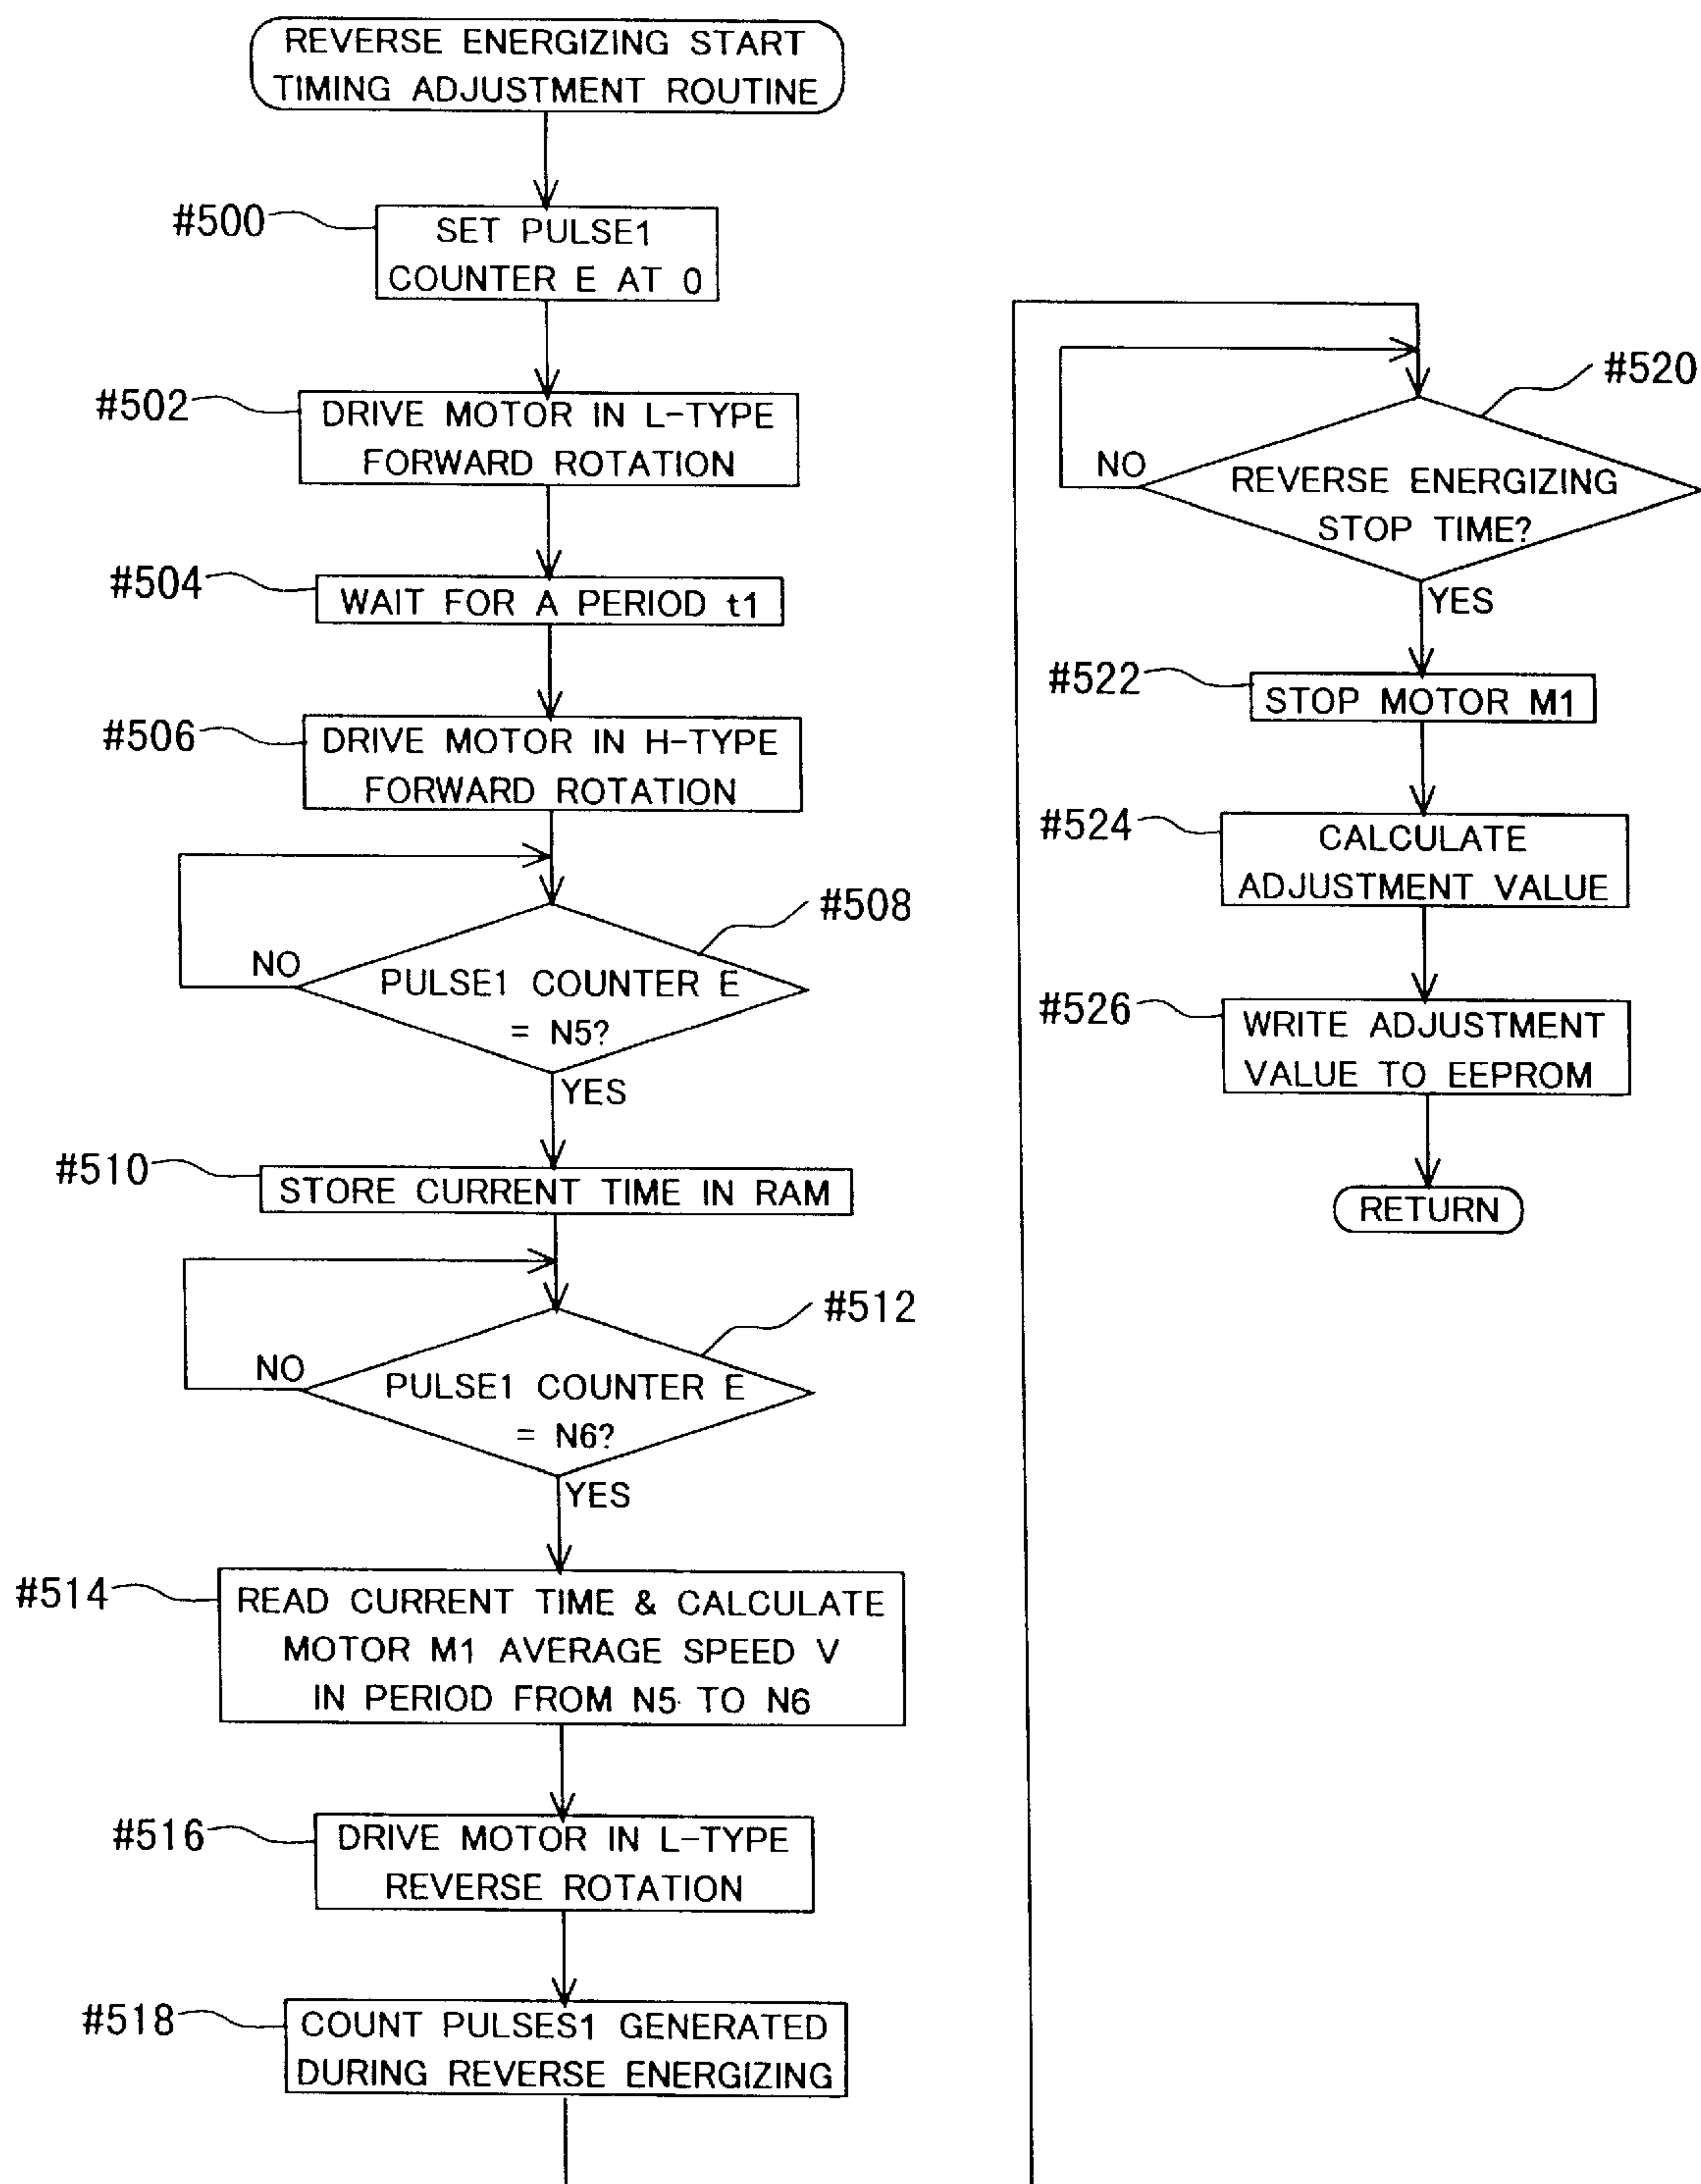 REVERSE ENERGIZING START
TIMING ADJUSTMENT ROUTINE
#500
SET PULSE1
COUNTER E AT 0
#502
DRIVE MOTOR IN L-TYPE
FORWARD ROTATION
#504
WAIT FOR A PERIOD t1
#506
DRIVE MOTOR IN H-TYPE
FORWARD ROTATION
#508
NO
PULSE1 COUNTER E
= N5?
YES
#510
STORE CURRENT TIME IN RAM
#512
NO
PULSE1 COUNTER E
= N6?
YES
#514
READ CURRENT TIME & CALCULATE
MOTOR M1 AVERAGE SPEED V
IN PERIOD FROM N5 TO N6
#516
DRIVE MOTOR IN L-TYPE
REVERSE ROTATION
#518
COUNT PULSES1 GENERATED
DURING REVERSE ENERGIZING
#520
NO
REVERSE ENERGIZING
STOP TIME?
YES
#522
STOP MOTOR M1
#524
CALCULATE
ADJUSTMENT VALUE
#526
WRITE ADJUSTMENT
VALUE TO EEPROM
RETURN